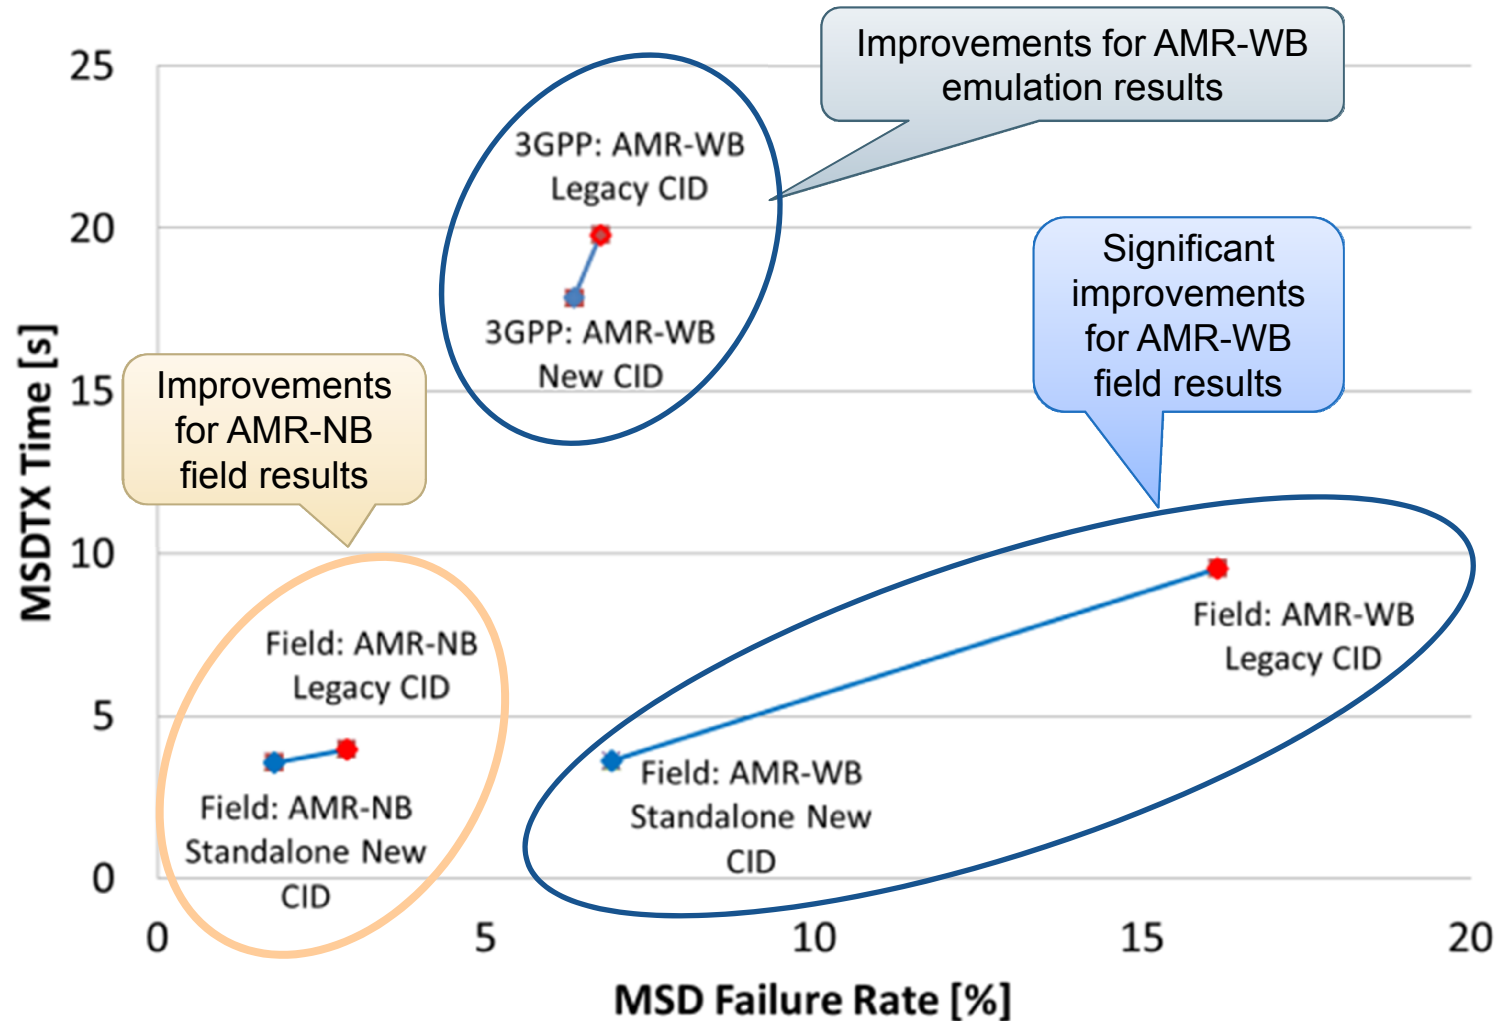 Improvements for AMR-WB
emulation results
25
3GPP: AMR-WB
Legacy CID
20
Significant
improvements
for AMR-WB
field results
3GPP: AMR-WB
New CID
15
Improvements
for AMR-NB
field results
MSDTX Time [s]
10
Field: AMR-WB
Legacy CID
Field: AMR-NB
Legacy CID
5
Field: AMR-WB
Standalone New
CID
Field: AMR-NB
Standalone New
CID
0
0
5
10
15
20
MSD Failure Rate [%]